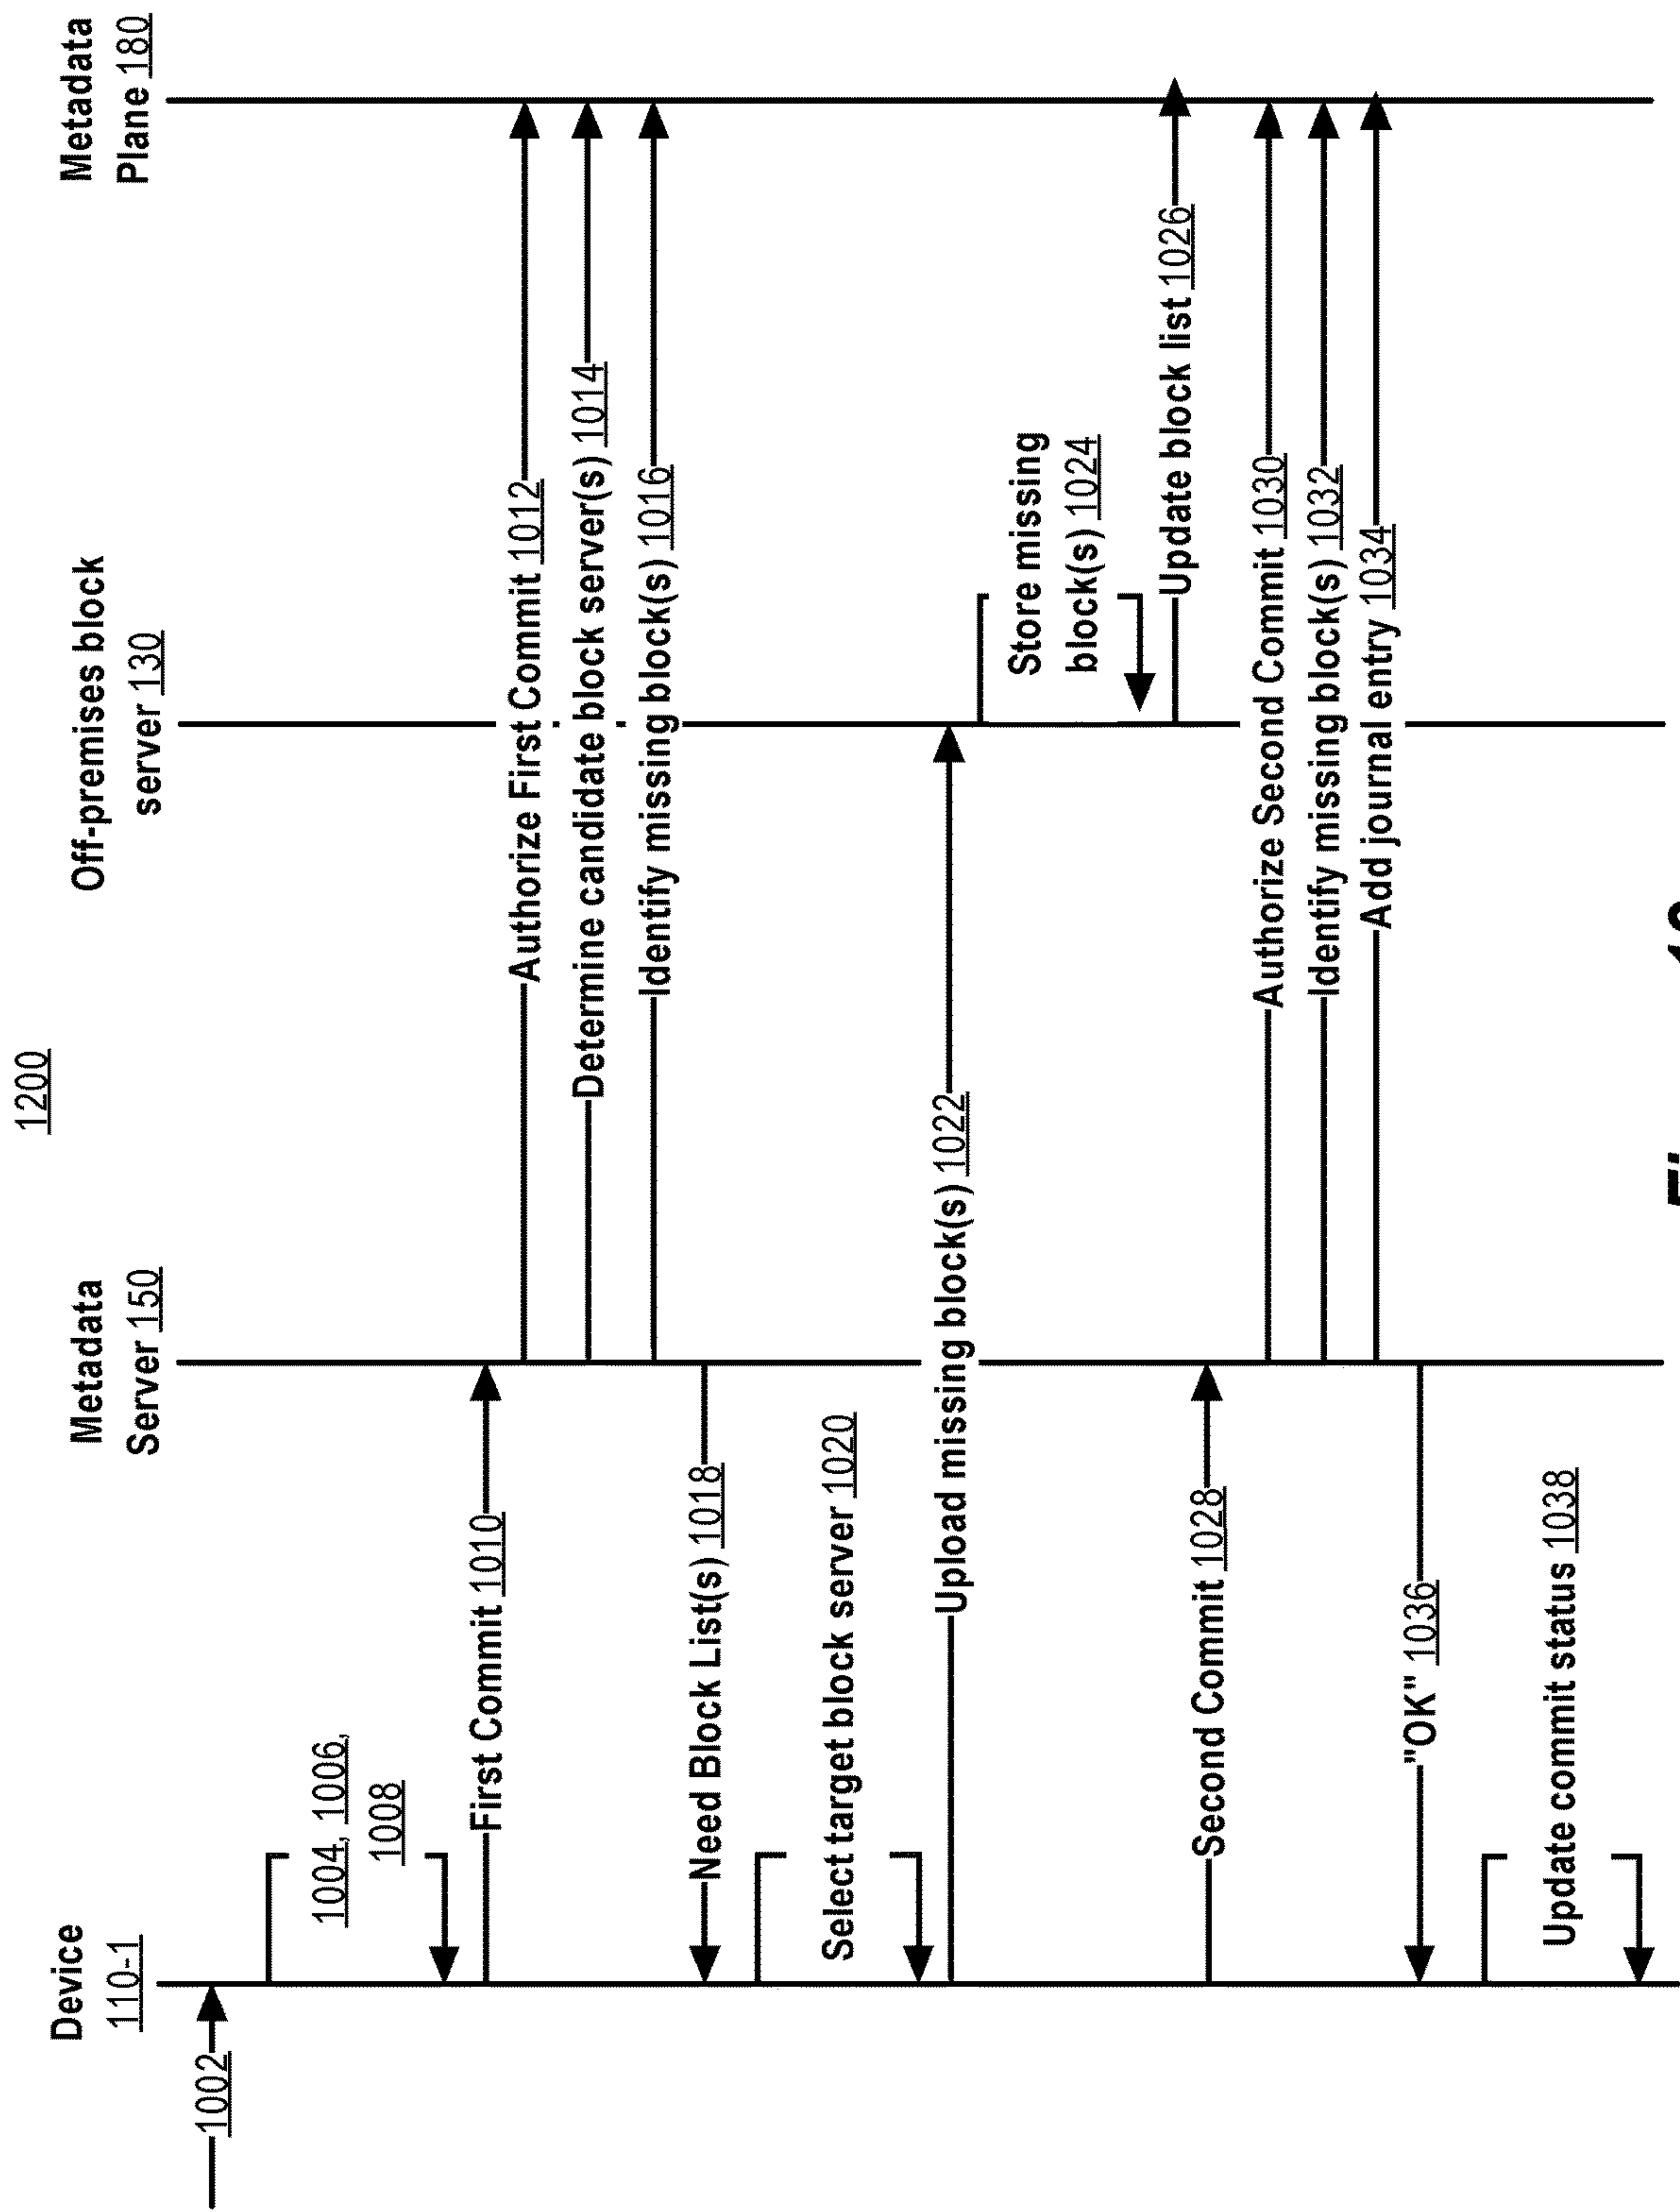 1200
Device
110-1
Metadata
Server 150
Off-premises block
server 130
Metadata
Plane 180
1002
1004, 1006,
1008
First Commit 1010
Authorize First Commit 1012
Determine candidate block server(s) 1014
Identify missing block(s) 1016
Need Block List(s) 1018
Select target block server 1020
Upload missing block(s) 1022
Store missing
block(s) 1024
Update block list 1026
Second Commit 1028
Authorize Second Commit 1030
Identify missing block(s) 1032
Add journal entry 1034
"OK" 1036
Update commit status 1038